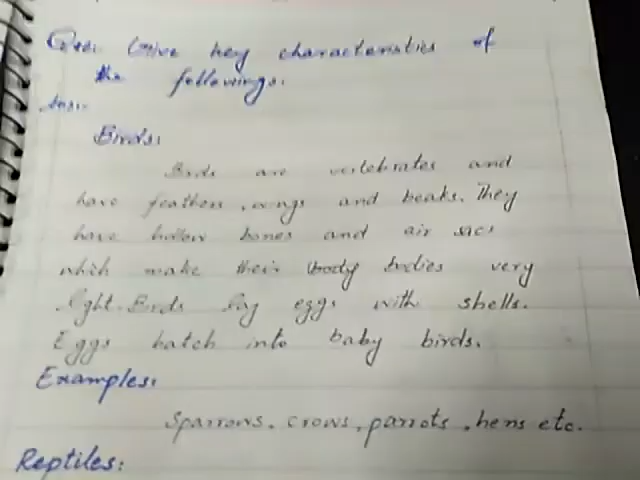 Ques: Give key characteristics of
the followings.
Ans:
Birds:
Birds are vertebrates and
have feathers, wings and beaks. They
have hollow bones and air sacs
which make their body bodies very
light. Birds lay eggs with shells.
Eggs hatch into baby birds.
Examples:
Sparrows, crows, parrots, hens etc.
Reptiles: